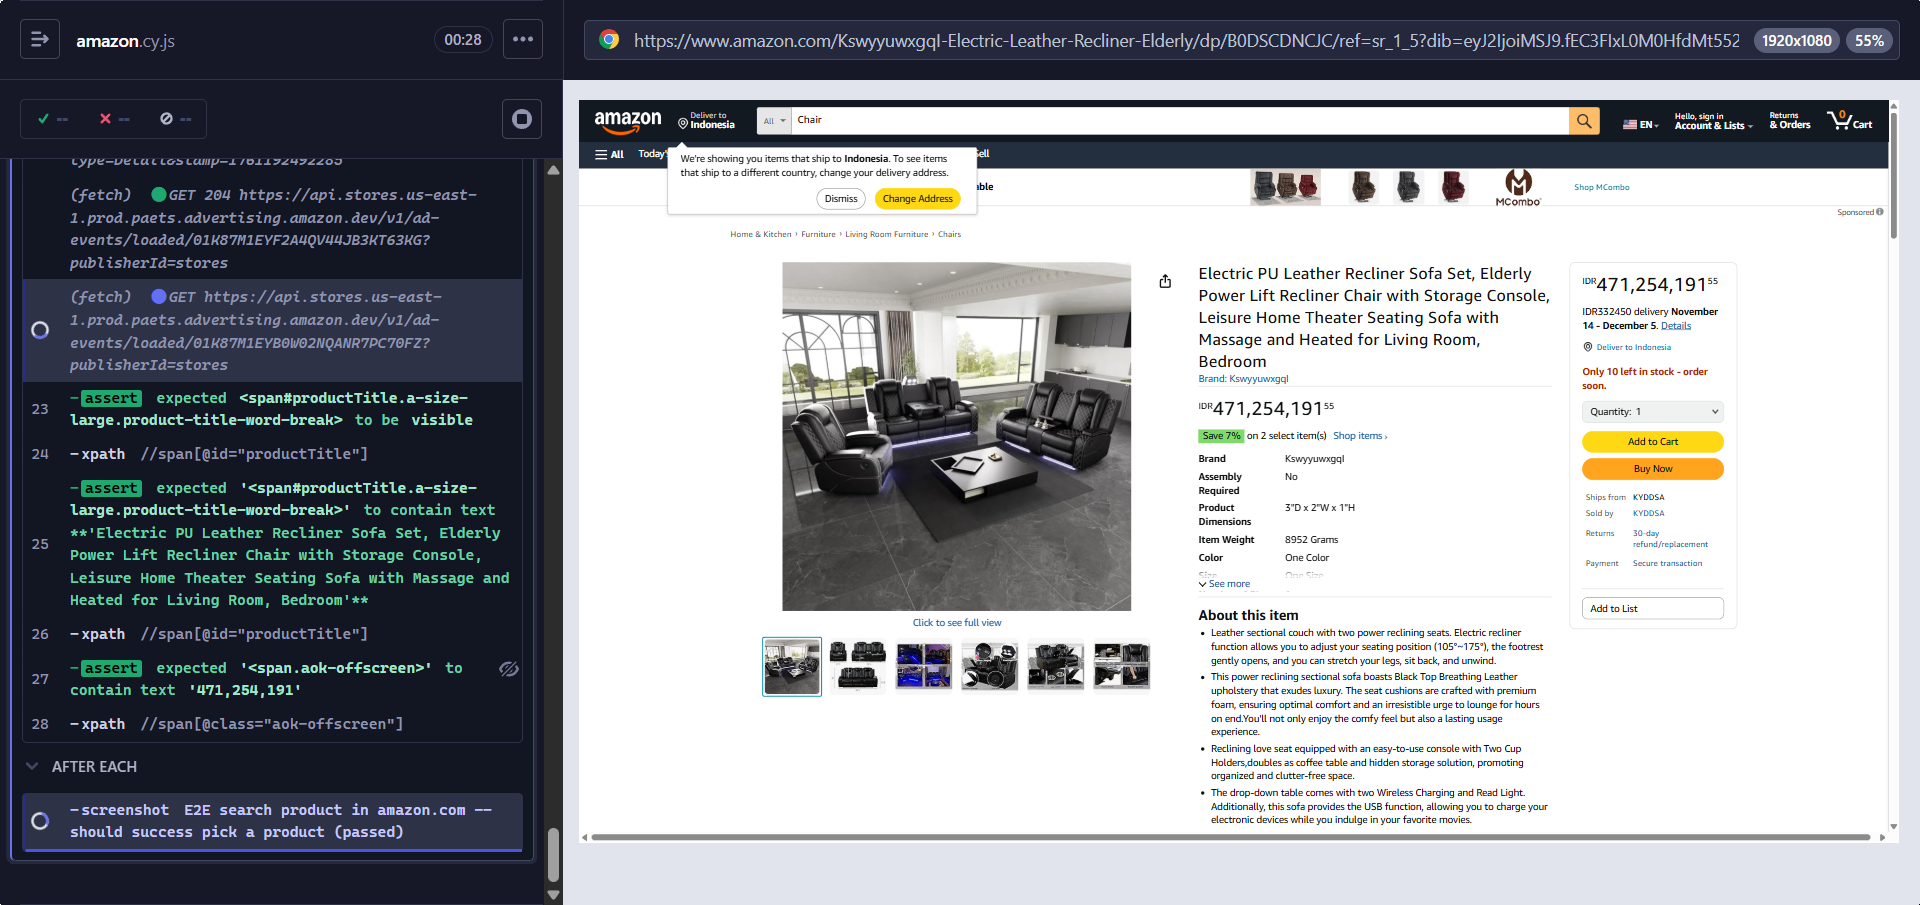 amazon.cy.js
00:28
--
--
--
type=Detail&stamp=1761192492285
(fetch) GET 204 https://api.stores.us-east-
1.prod.paets.advertising.amazon.dev/v1/ad-
events/loaded/01K87M1EYF2A4QV44JB3KT63KG?
publisherId=stores
(fetch) GET https://api.stores.us-east-
1.prod.paets.advertising.amazon.dev/v1/ad-
events/loaded/01K87M1EYB0W02NQANR7PC70FZ?
publisherId=stores
23 -assert expected <span#productTitle.a-size-
large.product-title-word-break> to be visible
24 -xpath //span[@id="productTitle"]
25 -assert expected '<span#productTitle.a-size-
large.product-title-word-break>' to contain text
**'Electric PU Leather Recliner Sofa Set, Elderly
Power Lift Recliner Chair with Storage Console,
Leisure Home Theater Seating Sofa with Massage and
Heated for Living Room, Bedroom'**
26 -xpath //span[@id="productTitle"]
27 -assert expected '<span.aok-offscreen>' to
contain text '471,254,191'
28 -xpath //span[@class="aok-offscreen"]
AFTER EACH
-screenshot E2E search product in amazon.com --
should success pick a product (passed)
https://www.amazon.com/Kswyyuwxgql-Electric-Leather-Recliner-Elderly/dp/B0DSCDNCJC/ref=sr_1_5?dib=eyJ2IjoiMSJ9.fEC3FIxL0M0HfdMt552
1920x1080
55%
amazon
Deliver to
Indonesia
All
Chair
EN
Hello, sign in
Account & Lists
Returns
& Orders
0
Cart
All
Today's
Sell
We're showing you items that ship to Indonesia. To see items
that ship to a different country, change your delivery address.
Dismiss
Change Address
Shop MCombo
MCombo
Sponsored
Home & Kitchen › Furniture › Living Room Furniture › Chairs
Click to see full view
Electric PU Leather Recliner Sofa Set, Elderly
Power Lift Recliner Chair with Storage Console,
Leisure Home Theater Seating Sofa with
Massage and Heated for Living Room,
Bedroom
Brand: Kswyyuwxgql
IDR471,254,19155
Save 7% on 2 select item(s) Shop items ›
Brand Kswyyuwxgql
Assembly No
Required
Product 3"D x 2"W x 1"H
Dimensions
Item Weight 8952 Grams
Color One Color
Size One Size
See more
About this item
• Leather sectional couch with two power reclining seats. Electric recliner
function allows you to adjust your seating position (105°~175°), the footrest
gently opens, and you can stretch your legs, sit back, and unwind.
• This power reclining sectional sofa boasts Black Top Breathing Leather
upholstery that exudes luxury. The seat cushions are crafted with premium
foam, ensuring optimal comfort and an irresistible urge to lounge for hours
on end.You'll not only enjoy the comfy feel but also a lasting usage
experience.
• Reclining love seat equipped with an easy-to-use console with Two Cup
Holders,doubles as coffee table and hidden storage solution, promoting
organized and clutter-free space.
• The drop-down table comes with two Wireless Charging and Read Light.
Additionally, this sofa provides the USB function, allowing you to charge your
electronic devices while you indulge in your favorite movies.
IDR471,254,19155
IDR332450 delivery November
14 - December 5. Details
Deliver to Indonesia
Only 10 left in stock - order
soon.
Quantity: 1
Add to Cart
Buy Now
Ships from KYDDSA
Sold by KYDDSA
Returns 30-day
refund/replacement
Payment Secure transaction
Add to List